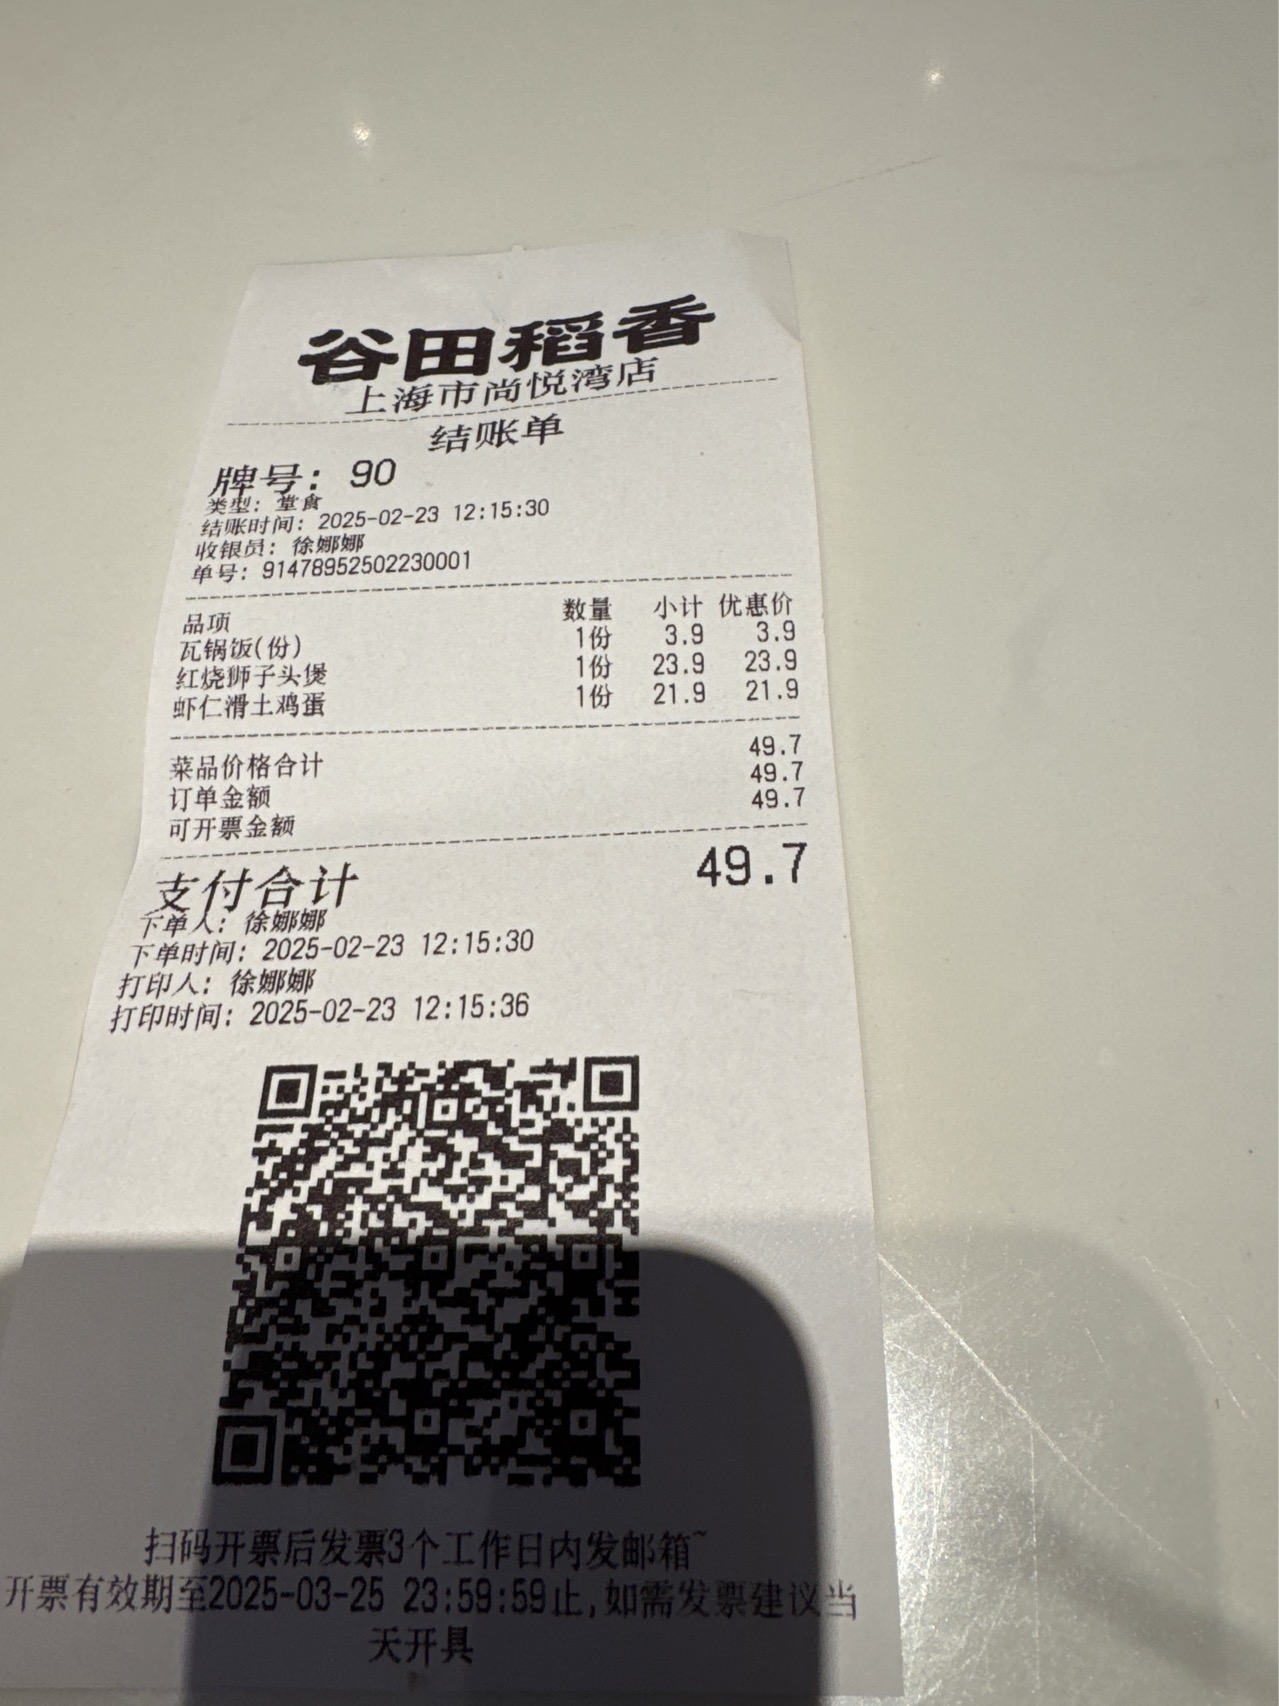 谷田稻香
上海市尚悦湾店
结账单
牌号: 90
类型: 堂食
结账时间: 2025-02-23 12:15:30
收银员: 徐娜娜
单号: 91478952502230001
品项 数量 小计 优惠价
瓦锅饭(份) 1份 3.9 3.9
红烧狮子头煲 1份 23.9 23.9
虾仁滑土鸡蛋 1份 21.9 21.9
菜品价格合计 49.7
订单金额 49.7
可开票金额 49.7
支付合计 49.7
下单人: 徐娜娜
下单时间: 2025-02-23 12:15:30
打印人: 徐娜娜
打印时间: 2025-02-23 12:15:36
扫码开票后发票3个工作日内发邮箱~
开票有效期至2025-03-25 23:59:59止,如需发票建议当
天开具